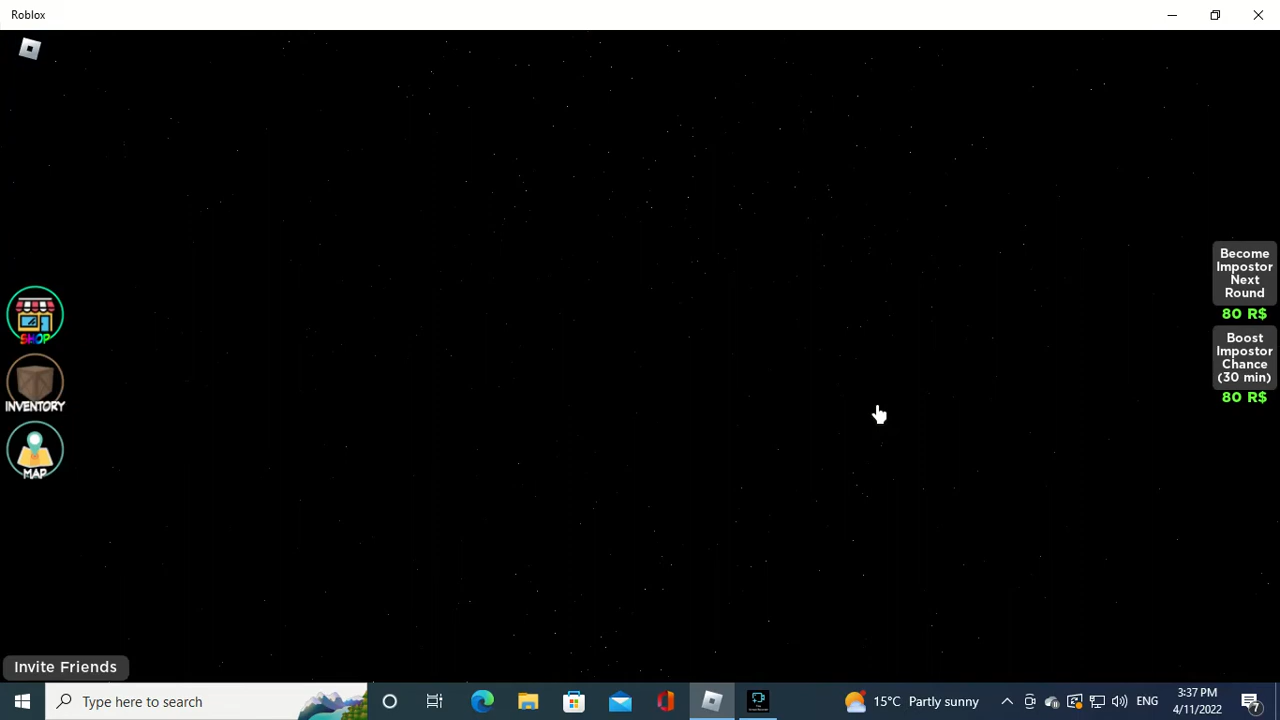 Roblox
Become
Impostor
Next
Round
80 R$
Boost
Impostor
Chance
(30 min)
80 R$
SHOP
INVENTORY
MAP
Invite Friends
Type here to search
15°C Partly sunny
ENG
3:37 PM
4/11/2022
7